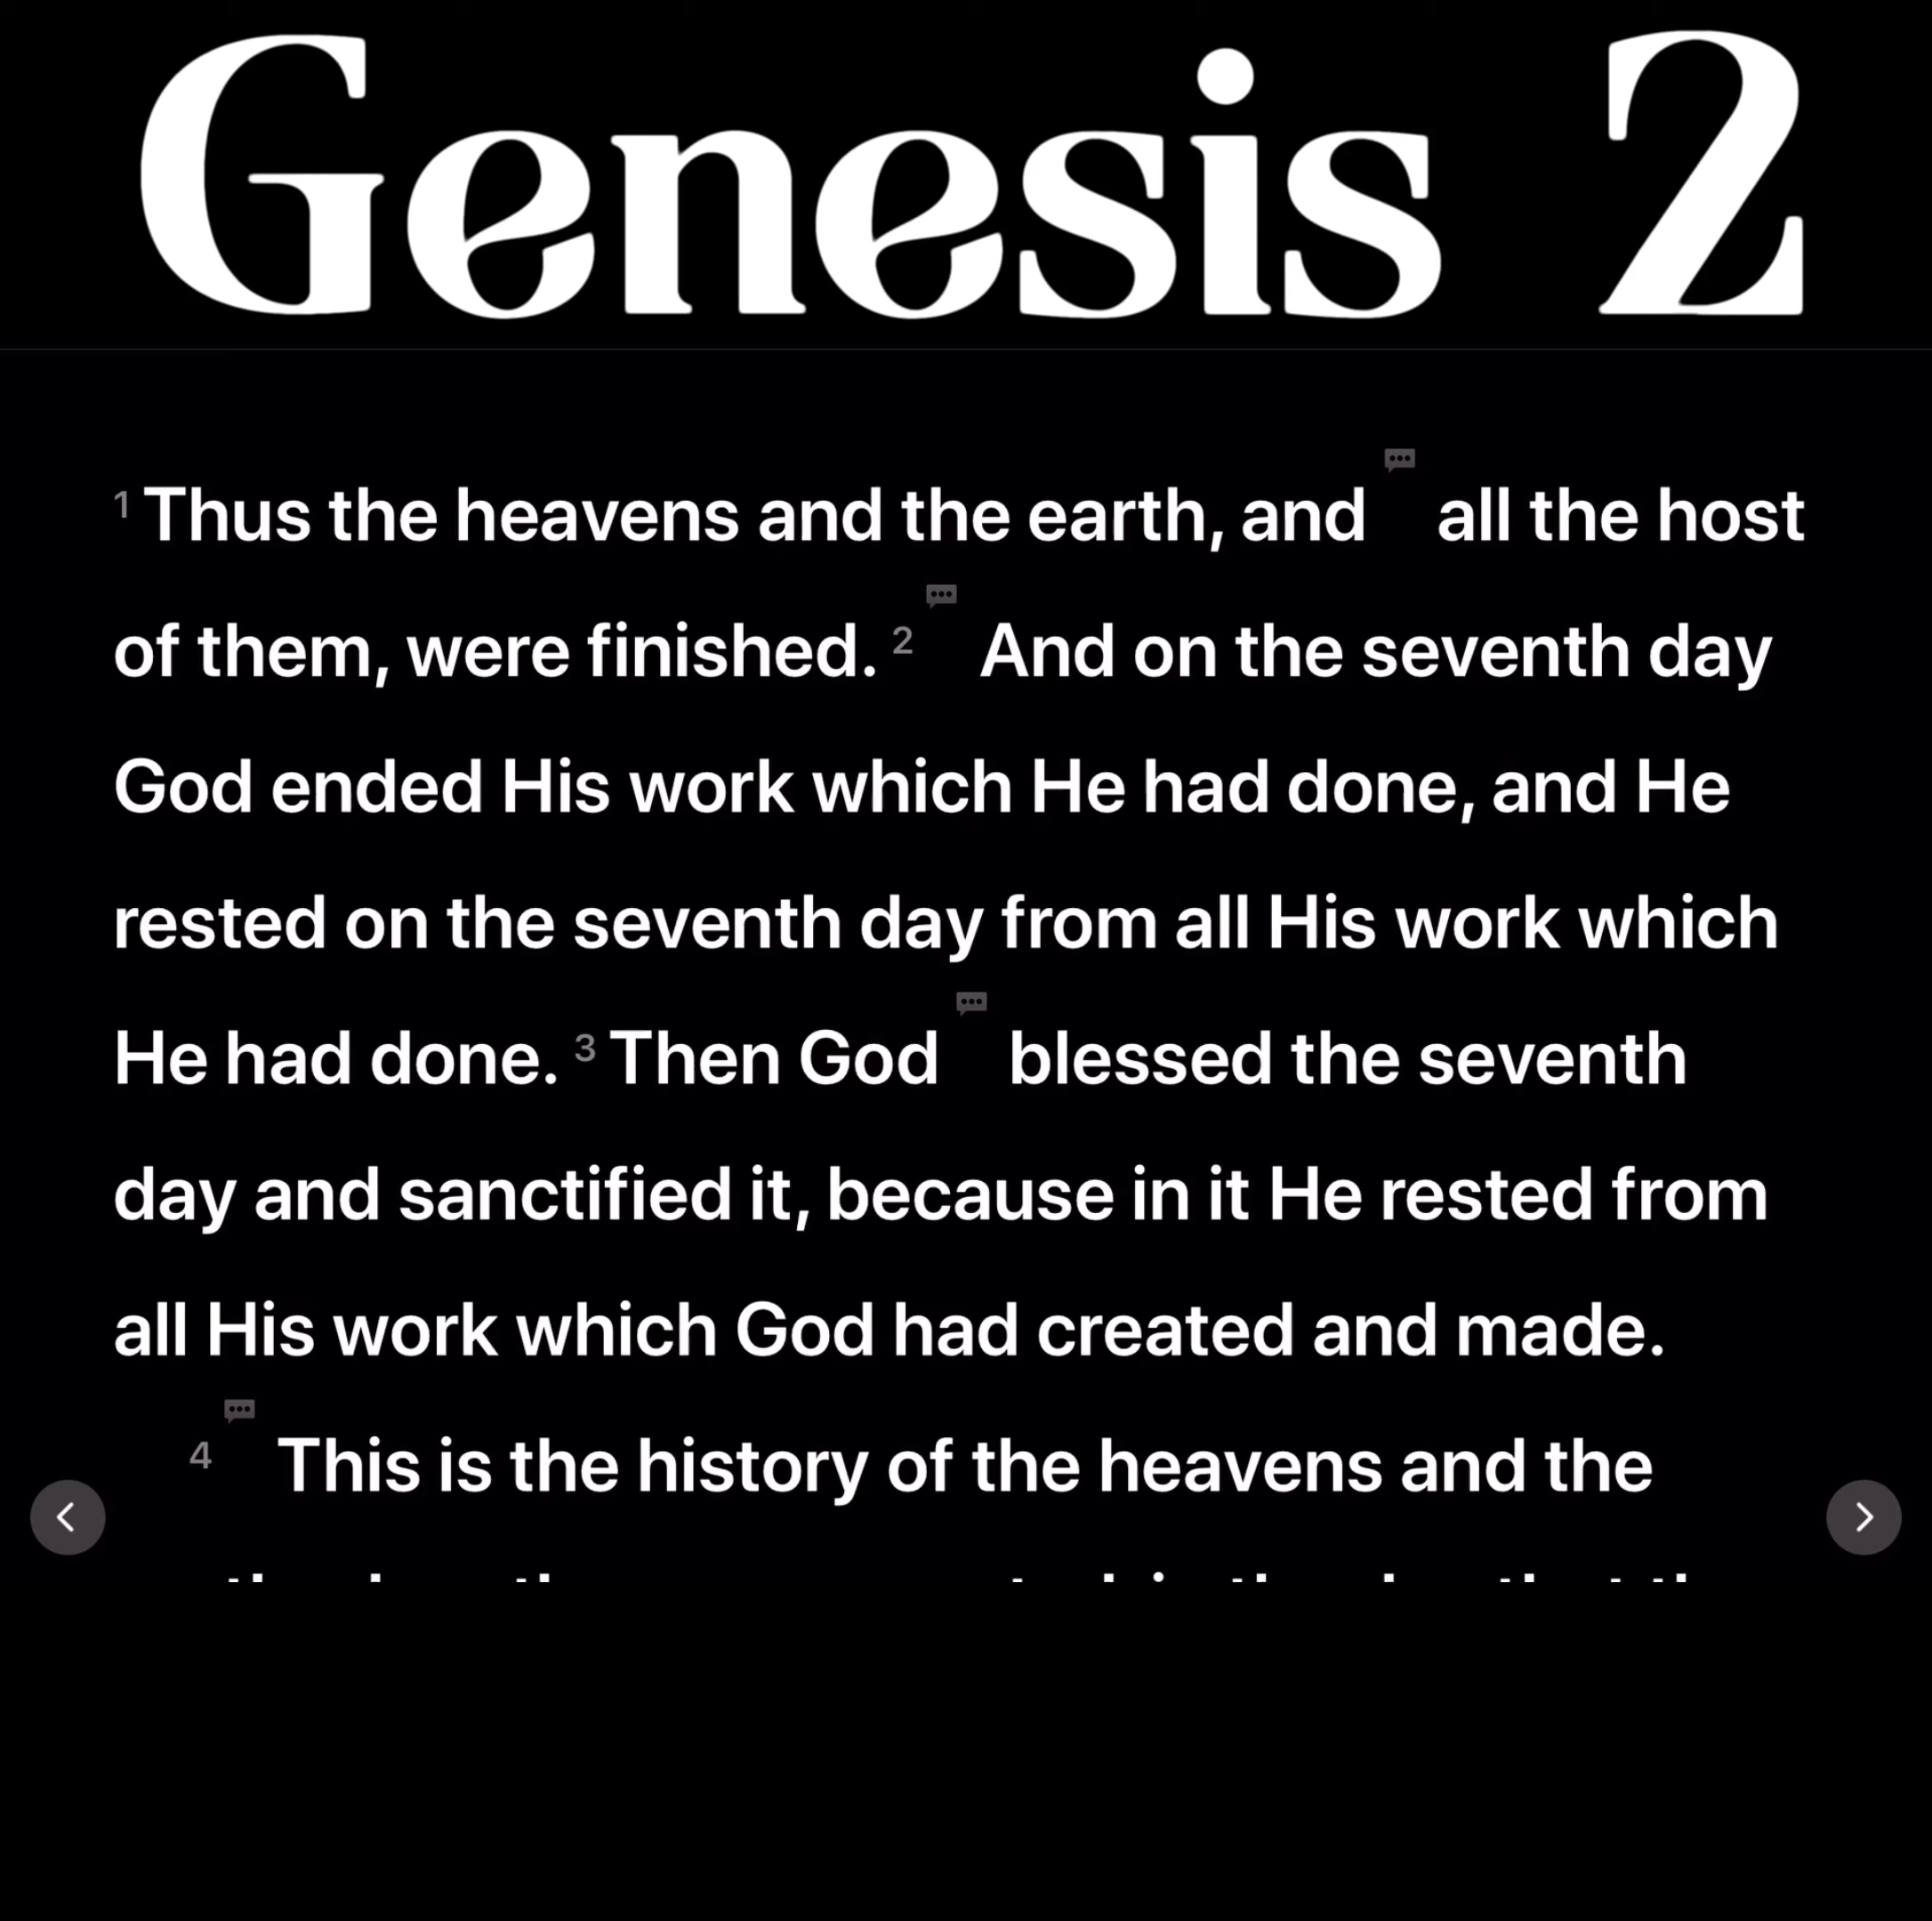 Genesis 2
1 Thus the heavens and the earth, and all the host
of them, were finished. 2 And on the seventh day
God ended His work which He had done, and He
rested on the seventh day from all His work which
He had done. 3 Then God blessed the seventh
day and sanctified it, because in it He rested from
all His work which God had created and made.
4 This is the history of the heavens and the